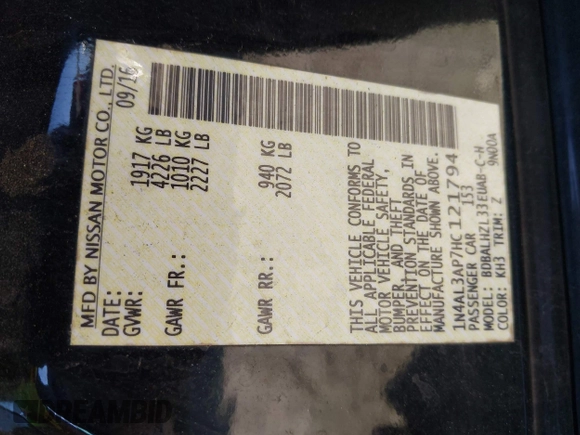 MFD BY NISSAN MOTOR CO., LTD.
DATE: 09/16
GVWR: 1917 KG
4226 LB
GAWR FR.: 1010 KG
2227 LB
GAWR RR.: 940 KG
2072 LB
THIS VEHICLE CONFORMS TO
ALL APPLICABLE FEDERAL
MOTOR VEHICLE SAFETY,
BUMPER, AND THEFT
PREVENTION STANDARDS IN
EFFECT ON THE DATE OF
MANUFACTURE SHOWN ABOVE.
1N4AL3AP7HC121794
PASSENGER CAR 153
MODEL: BDBALHZL33EUAB-C-H
COLOR: KH3 TRIM: Z 9N00A
DREAMBID